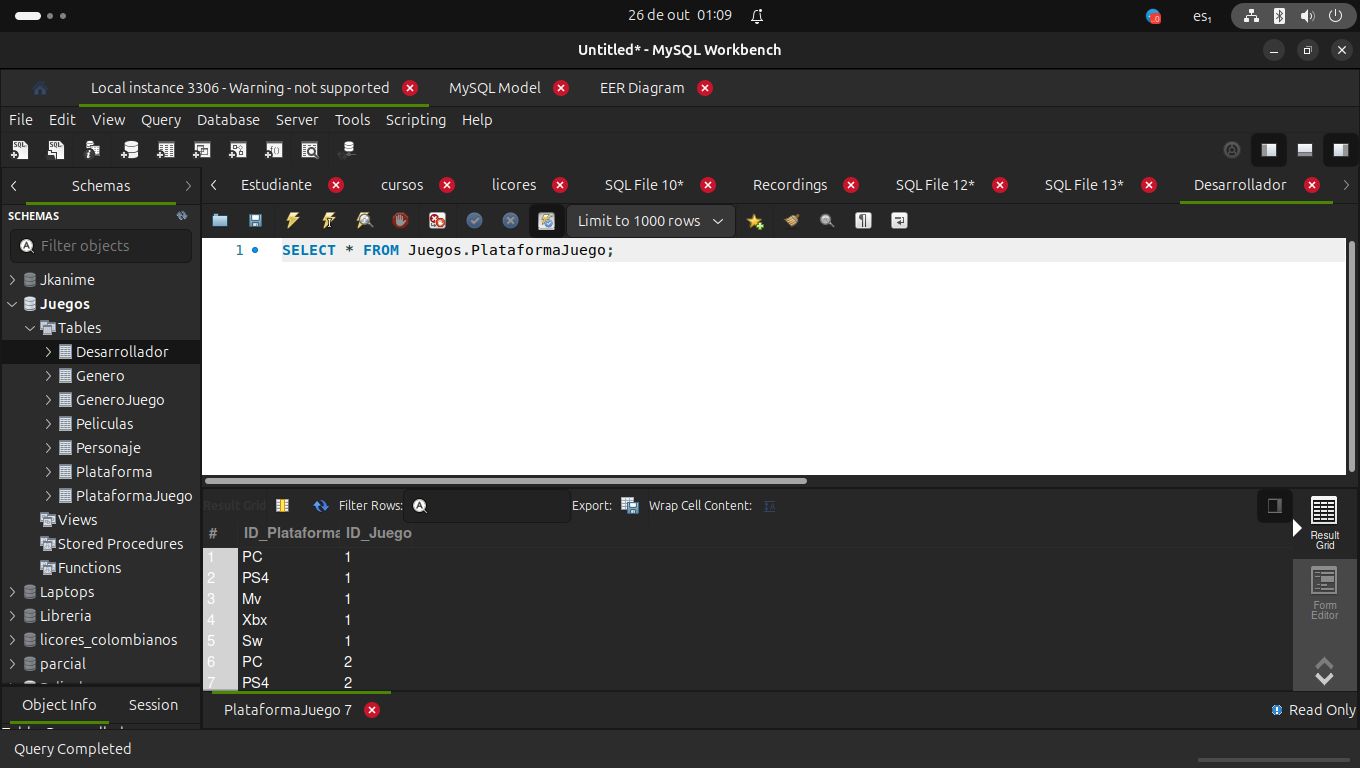 26 de out 01:09
es₁
Untitled* - MySQL Workbench
Local instance 3306 - Warning - not supported
MySQL Model
EER Diagram
File Edit View Query Database Server Tools Scripting Help
Schemas
Estudiante
cursos
licores
SQL File 10*
Recordings
SQL File 12*
SQL File 13*
Desarrollador
SCHEMAS
Filter objects
Limit to 1000 rows
1
SELECT * FROM Juegos.PlataformaJuego;
Jkanime
Juegos
Tables
Desarrollador
Genero
GeneroJuego
Peliculas
Personaje
Plataforma
PlataformaJuego
Views
Stored Procedures
Functions
Laptops
Libreria
licores_colombianos
parcial
Result Grid
Filter Rows:
Export:
Wrap Cell Content:
# ID_Plataforma ID_Juego
1 PC 1
2 PS4 1
3 Mv 1
4 Xbx 1
5 Sw 1
6 PC 2
7 PS4 2
Result
Grid
Form
Editor
Object Info
Session
PlataformaJuego 7
Read Only
Query Completed